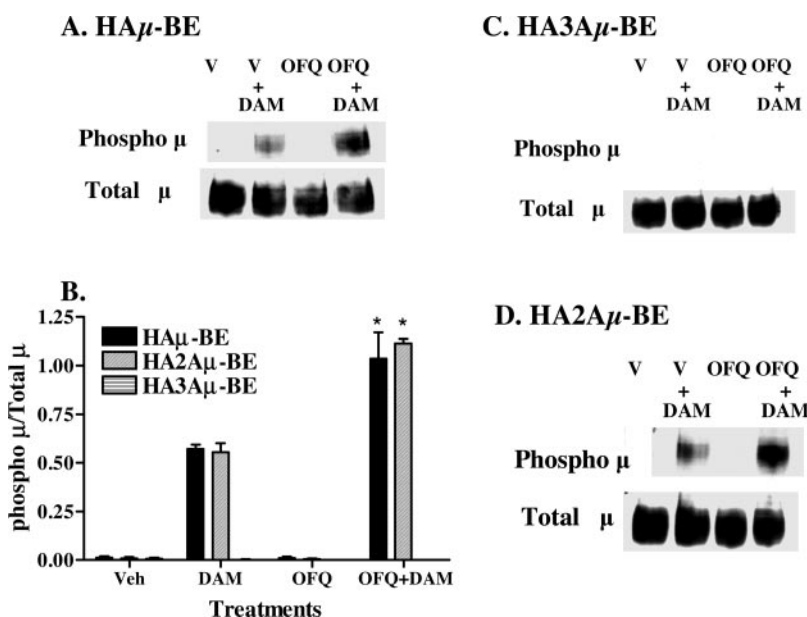 A. HAμ-BE
V V OFQ OFQ
+ +
DAM +DAM
Phospho μ
Total μ
B.
1.25
1.00
0.75
0.50
0.25
0.00
phospho μ/Total μ
HAμ-BE
HA2Aμ-BE
HA3Aμ-BE
* *
Veh DAM OFQ OFQ+DAM
Treatments
C. HA3Aμ-BE
V V OFQ OFQ
+ +
DAM DAM
Phospho μ
Total μ
D. HA2Aμ-BE
V V OFQ OFQ
+ +
DAM DAM
Phospho μ
Total μ